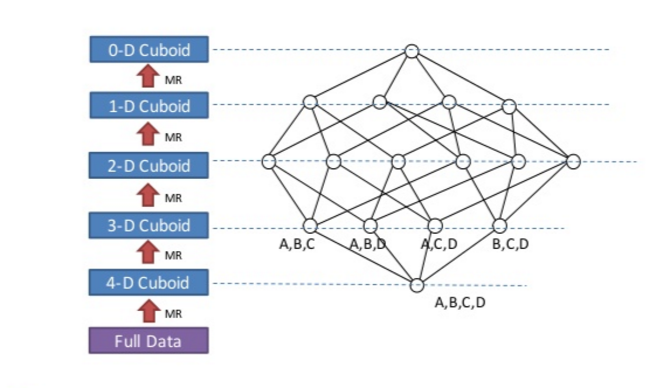 0-D Cuboid
MR
1-D Cuboid
MR
2-D Cuboid
MR
3-D Cuboid
A,B,C A,B,D A,C,D B,C,D
MR
4-D Cuboid
A,B,C,D
MR
Full Data